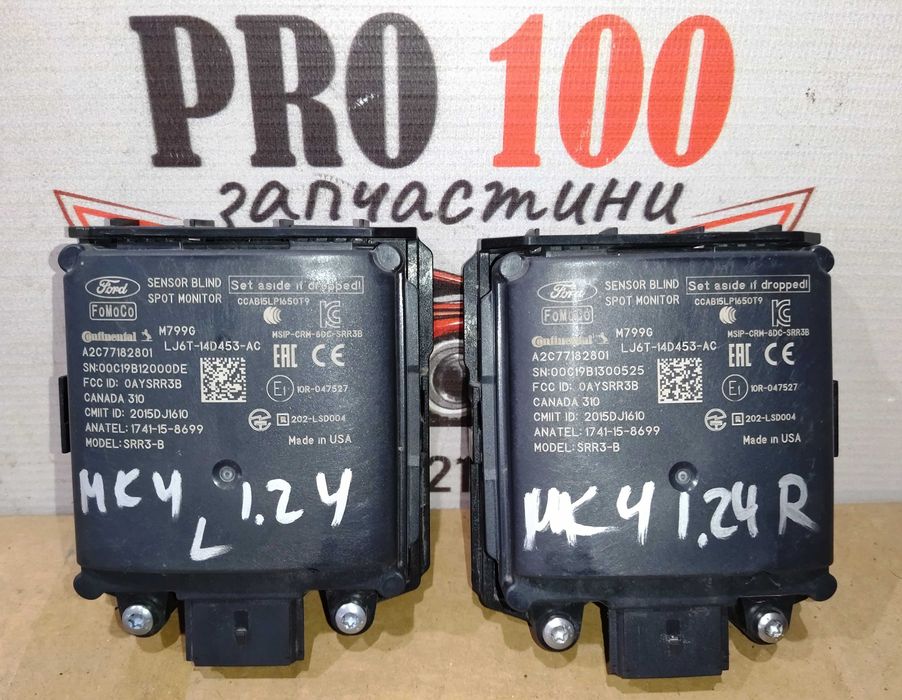 PRO 100
запчастини
21
Ford
FoMoCo
SENSOR BLIND
SPOT MONITOR
Set aside if dropped!
CCAB15LP1650T9
MSIP-CRM-6DC-SRR3B
Continental
M799G
LJ6T-14D453-AC
A2C77182801
SN:00C19B12000DE
FCC ID: OAYSRR3B
CANADA 310
CMIIT ID: 2015DJ1610
ANATEL: 1741-15-8699
MODEL: SRR3-B
EAC CE
E1 10R-047527
R 202-LSD004
Made in USA
MK4 1.24
L
Ford
FoMoCo
SENSOR BLIND
SPOT MONITOR
Set aside if dropped!
CCAB15LP1650T9
MSIP-CRM-6DC-SRR3B
Continental
M799G
LJ6T-14D453-AC
A2C77182801
SN:00C19B1300525
FCC ID: OAYSRR3B
CANADA 310
CMIIT ID: 2015DJ1610
ANATEL: 1741-15-8699
MODEL: SRR3-B
EAC CE
E1 10R-047527
R 202-LSD004
Made in USA
MK4 1.24 R